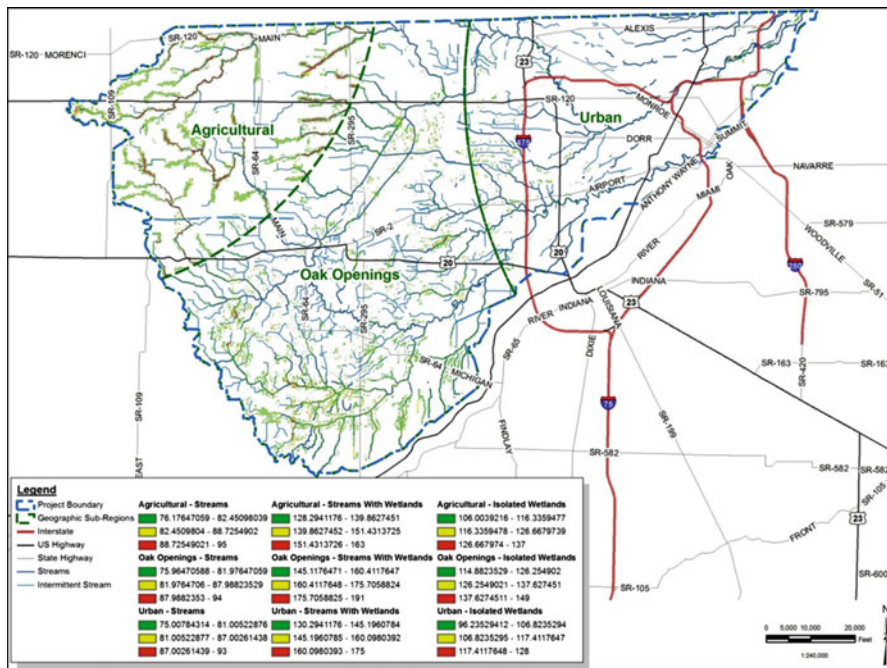 ALEXIS
SR-120
MAIN
SR-120 MORENCI
23
SR-109
SR-120
MONROE
Agricultural
SR-295
Urban
SUMMIT
475
DORR
SR-64
OAK
NAVARRE
AIRPORT
ANTHONY WAYNE
MIAMI
MAIN
SR-2
SR-579
WOODVILLE
RIVER
20
20
Oak Openings
280
INDIANA
SR-795
SR-51
SR-64
SR-295
LOUISIANA
23
RIVER INDIANA
SR-65
DIXIE
SR-64
MICHIGAN
SR-163
SR-163
SR-420
SR-109
75
SR-199
FINDLAY
EAST
SR-582
SR-582
SR-582
SR-105
23
FRONT
SR-600
SR-105
Legend
Project Boundary
Geographic Sub-Regions
Interstate
US Highway
State Highway
Streams
Intermittent Stream
Agricultural - Streams
76.17647059 - 82.45098039
82.4509804 - 88.7254902
88.72549021 - 95
Oak Openings - Streams
75.96470588 - 81.97647059
81.9764706 - 87.98823529
87.9882353 - 94
Urban - Streams
75.00784314 - 81.00522876
81.00522877 - 87.00261438
87.00261439 - 93
Agricultural - Streams With Wetlands
128.2941176 - 139.8627451
139.8627452 - 151.4313725
151.4313726 - 163
Oak Openings - Streams With Wetlands
145.1176471 - 160.4117647
160.4117648 - 175.7058824
175.7058825 - 191
Urban - Streams With Wetlands
130.2941176 - 145.1960784
145.1960785 - 160.0980392
160.0980393 - 175
Agricultural - Isolated Wetlands
106.0039216 - 116.3359477
116.3359478 - 126.6679739
126.667974 - 137
Oak Openings - Isolated Wetlands
114.8823529 - 126.254902
126.2549021 - 137.627451
137.6274511 - 149
Urban - Isolated Wetlands
96.23529412 - 106.8235294
106.8235295 - 117.4117647
117.4117648 - 128
0 5,000 10,000 20,000
Feet
1:240,000